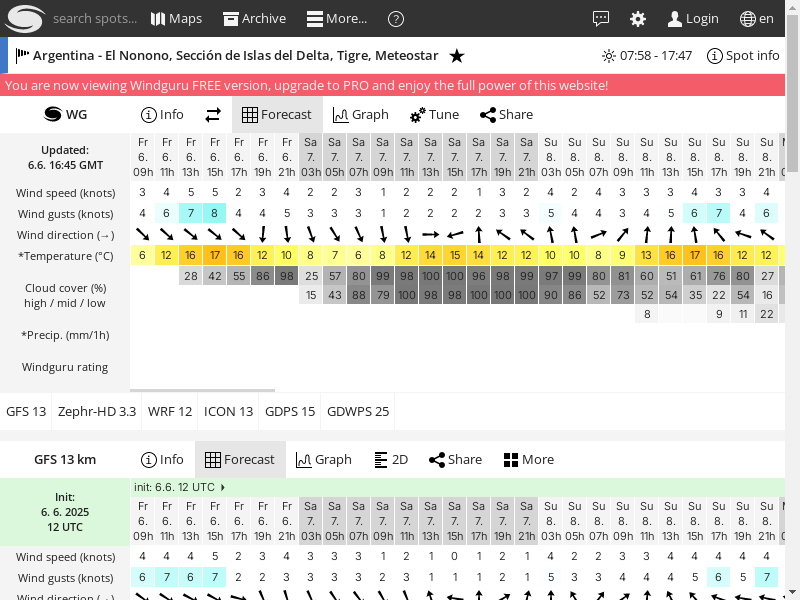 search spots... Maps Archive More... ? Login en
Argentina - El Nonono, Sección de Islas del Delta, Tigre, Meteostar ★ 07:58 - 17:47 Spot info
You are now viewing Windguru FREE version, upgrade to PRO and enjoy the full power of this website!
WG Info Forecast Graph Tune Share
Updated:
6.6. 16:45 GMT
Fr Fr Fr Fr Fr Fr Fr Sa Sa Sa Sa Sa Sa Sa Sa Sa Sa Su Su Su Su Su Su Su Su Su Su
6. 6. 6. 6. 6. 6. 6. 7. 7. 7. 7. 7. 7. 7. 7. 7. 7. 8. 8. 8. 8. 8. 8. 8. 8. 8. 8.
09h 11h 13h 15h 17h 19h 21h 03h 05h 07h 09h 11h 13h 15h 17h 19h 21h 03h 05h 07h 09h 11h 13h 15h 17h 19h 21h
Wind speed (knots) 3 4 5 5 2 3 4 2 2 3 1 2 2 2 1 3 2 4 2 4 3 3 3 4 3 3 4
Wind gusts (knots) 4 6 7 8 4 4 5 3 3 3 1 2 2 2 2 3 3 5 4 4 3 4 5 6 7 4 6
Wind direction (→)
*Temperature (°C) 6 12 16 17 16 12 10 8 7 6 8 12 14 15 14 12 12 10 10 8 9 13 16 17 16 12 12
Cloud cover (%)
high / mid / low
28 42 55 86 98 25 57 80 99 98 100 100 96 98 99 97 99 80 81 60 51 61 76 80 27
15 43 88 79 100 98 98 100 100 100 90 86 52 73 52 54 35 22 54 16
8 9 11 22
*Precip. (mm/1h)
Windguru rating
GFS 13 Zephr-HD 3.3 WRF 12 ICON 13 GDPS 15 GDWPS 25
GFS 13 km Info Forecast Graph 2D Share More
init: 6.6. 12 UTC
Init:
6. 6. 2025
12 UTC
Fr Fr Fr Fr Fr Fr Fr Sa Sa Sa Sa Sa Sa Sa Sa Sa Sa Su Su Su Su Su Su Su Su Su Su
6. 6. 6. 6. 6. 6. 6. 7. 7. 7. 7. 7. 7. 7. 7. 7. 7. 8. 8. 8. 8. 8. 8. 8. 8. 8. 8.
09h 11h 13h 15h 17h 19h 21h 03h 05h 07h 09h 11h 13h 15h 17h 19h 21h 03h 05h 07h 09h 11h 13h 15h 17h 19h 21h
Wind speed (knots) 4 4 4 5 2 3 4 3 3 3 1 2 1 0 1 2 1 4 2 2 3 3 4 4 4 4 4
Wind gusts (knots) 6 7 6 7 2 2 3 3 3 3 2 3 1 1 1 2 1 5 3 3 4 4 4 5 6 5 7
Wind direction (→)